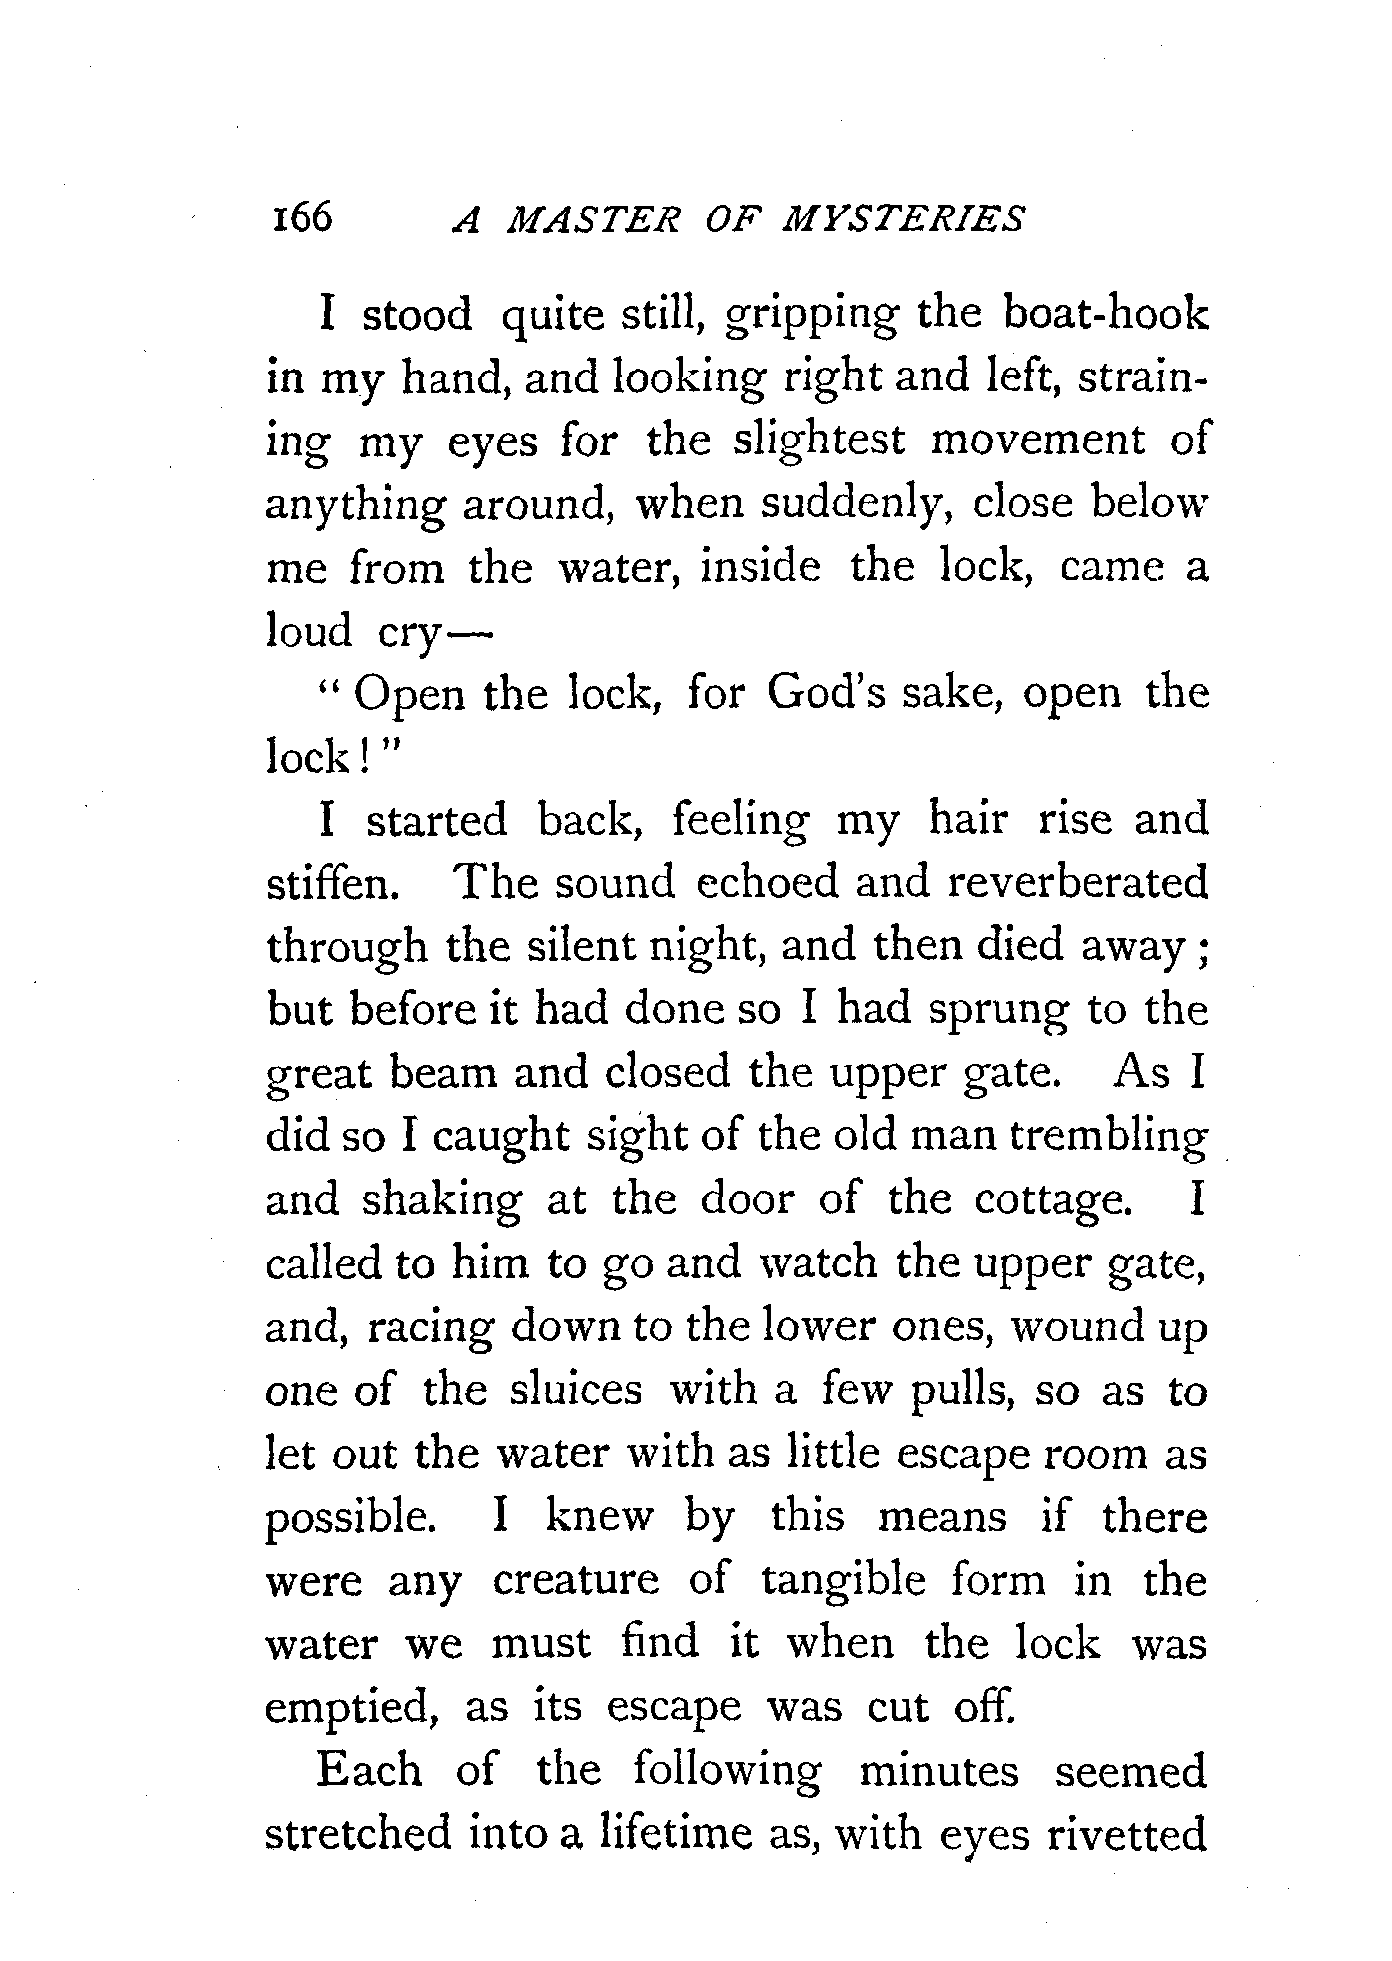 166 A MASTER OF MYSTERIES
I stood quite still, gripping the boat-hook
in my hand, and looking right and left, strain-
ing my eyes for the slightest movement of
anything around, when suddenly, close below
me from the water, inside the lock, came a
loud cry—
“ Open the lock, for God's sake, open the
lock ! ”
I started back, feeling my hair rise and
stiffen. The sound echoed and reverberated
through the silent night, and then died away ;
but before it had done so I had sprung to the
great beam and closed the upper gate. As I
did so I caught sight of the old man trembling
and shaking at the door of the cottage. I
called to him to go and watch the upper gate,
and, racing down to the lower ones, wound up
one of the sluices with a few pulls, so as to
let out the water with as little escape room as
possible. I knew by this means if there
were any creature of tangible form in the
water we must find it when the lock was
emptied, as its escape was cut off.
Each of the following minutes seemed
stretched into a lifetime as, with eyes rivetted